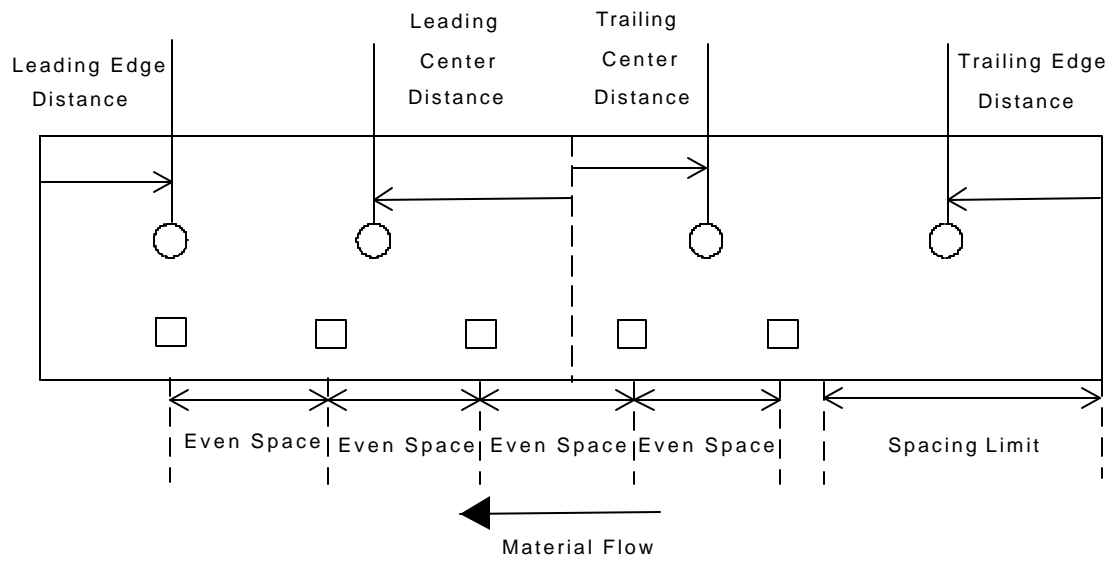 Leading Edge
Distance
Leading
Center
Distance
Trailing
Center
Distance
Trailing Edge
Distance
Even Space
Even Space
Even Space
Even Space
Spacing Limit
Material Flow